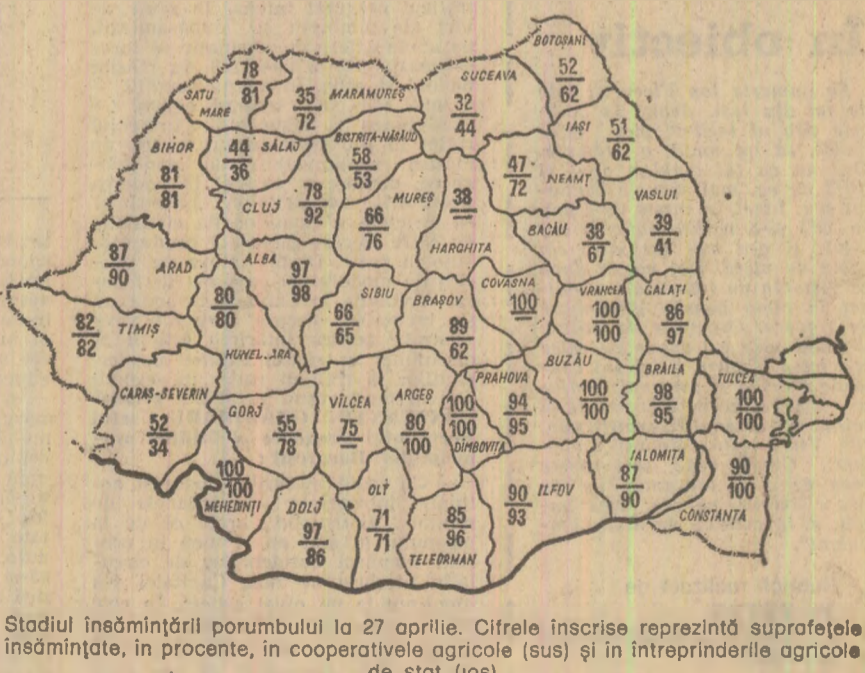 BOTOȘANI
52
62
SUCEAVA
32
44
78
81
SATU
MARE
35
72
MARAMUREȘ
IAȘI
51
62
BIHOR
81
81
44
36
SĂLAJ
BISTRIȚA-NĂSĂUD
58
53
47
72
NEAMȚ
CLUJ
78
92
MUREȘ
66
76
38
HARGHITA
VASLUI
39
41
BACĂU
38
67
87
90
ARAD
ALBA
97
98
80
80
SIBIU
66
65
BRAȘOV
89
62
COVASNA
100
VRANCEA
100
100
GALAȚI
86
97
82
82
TIMIȘ
CARAȘ-SEVERIN
52
34
GORJ
55
78
VÎLCEA
75
ARGEȘ
80
100
100
100
DÎMBOVIȚA
PRAHOVA
94
95
BUZĂU
100
100
BRĂILA
98
95
TULCEA
100
100
100
100
MEHEDINȚI
DOLJ
97
86
OLT
71
71
85
96
TELEORMAN
90
93
ILFOV
IALOMIȚA
87
90
90
100
CONSTANȚA
Stadiul însămînțării porumbului la 27 aprilie. Cifrele înscrise reprezintă suprafețele
însămînțate, în procente, în cooperativele agricole (sus) și în întreprinderile agricole
de stat (jos)